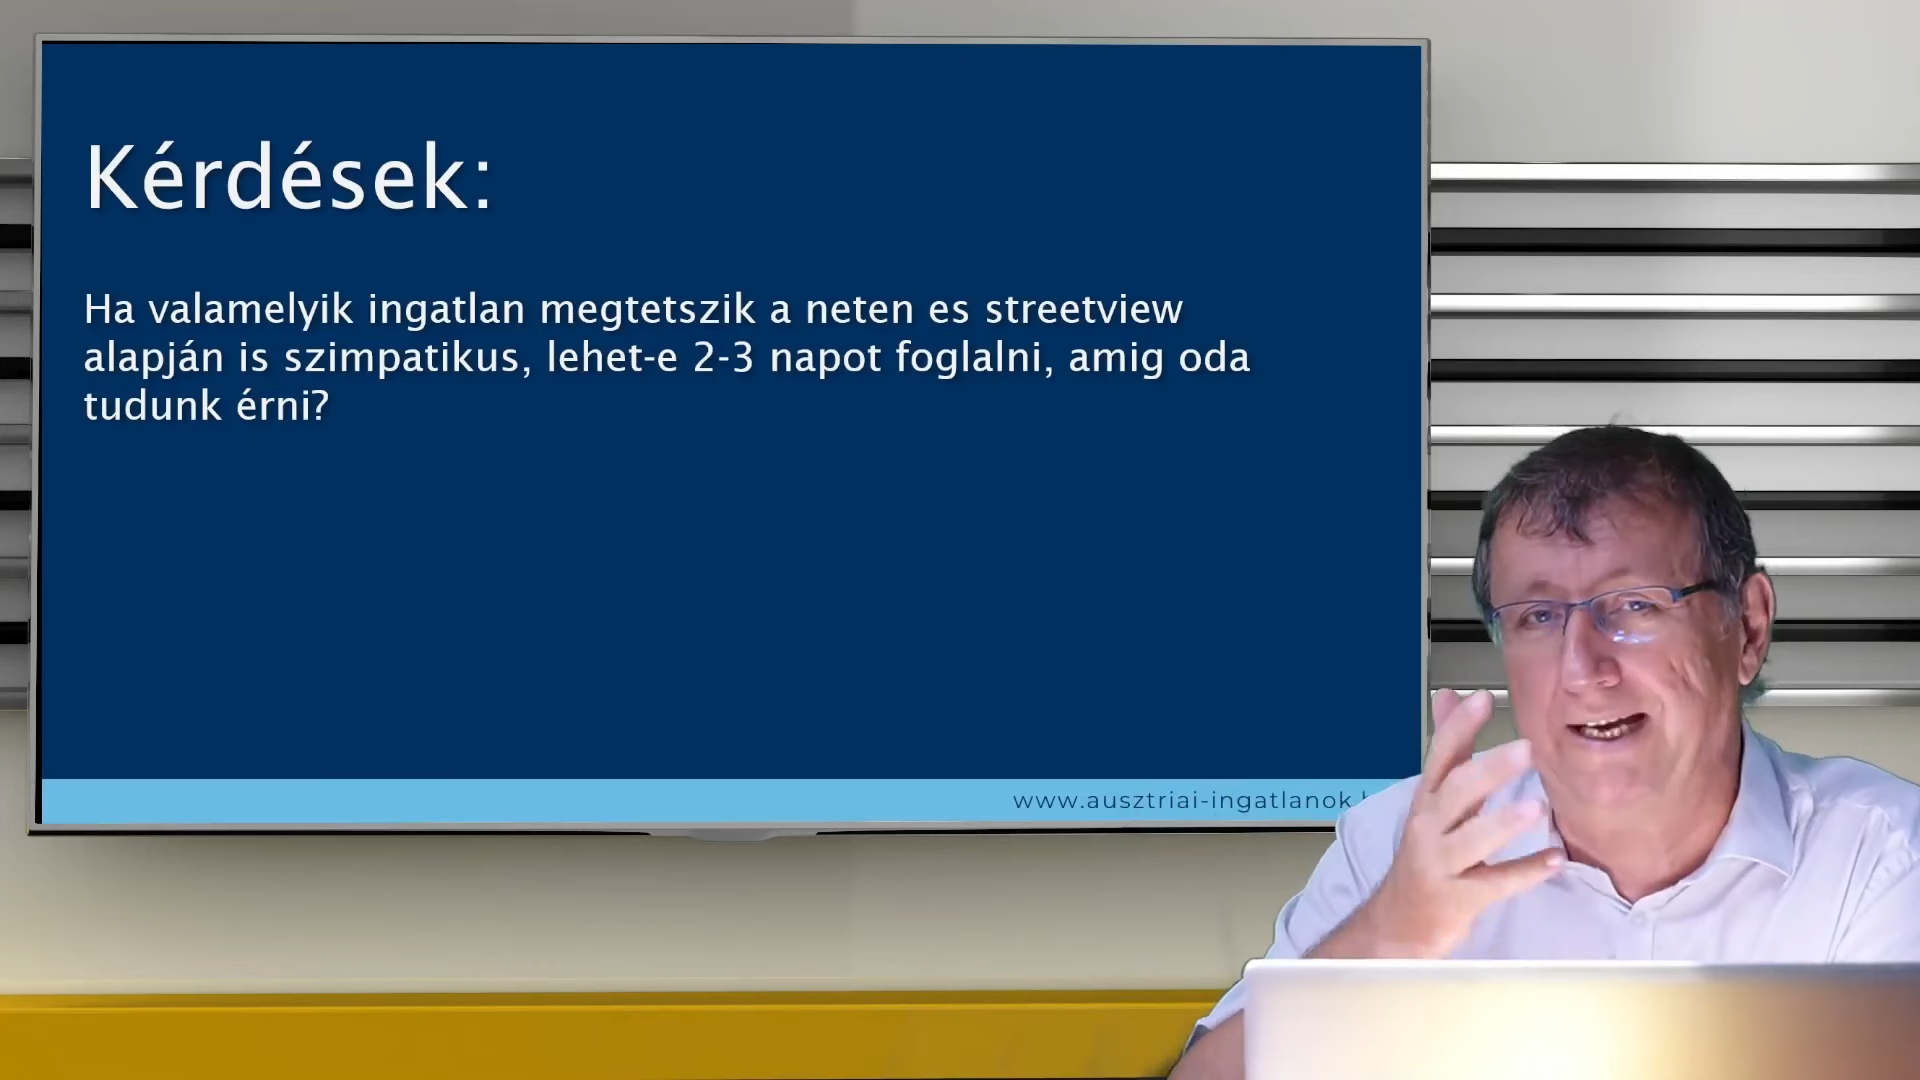 Kérdések:
Ha valamelyik ingatlan megtetszik a neten es streetview
alapján is szimpatikus, lehet-e 2-3 napot foglalni, amig oda
tudunk érni?
www.ausztriai-ingatlanok.